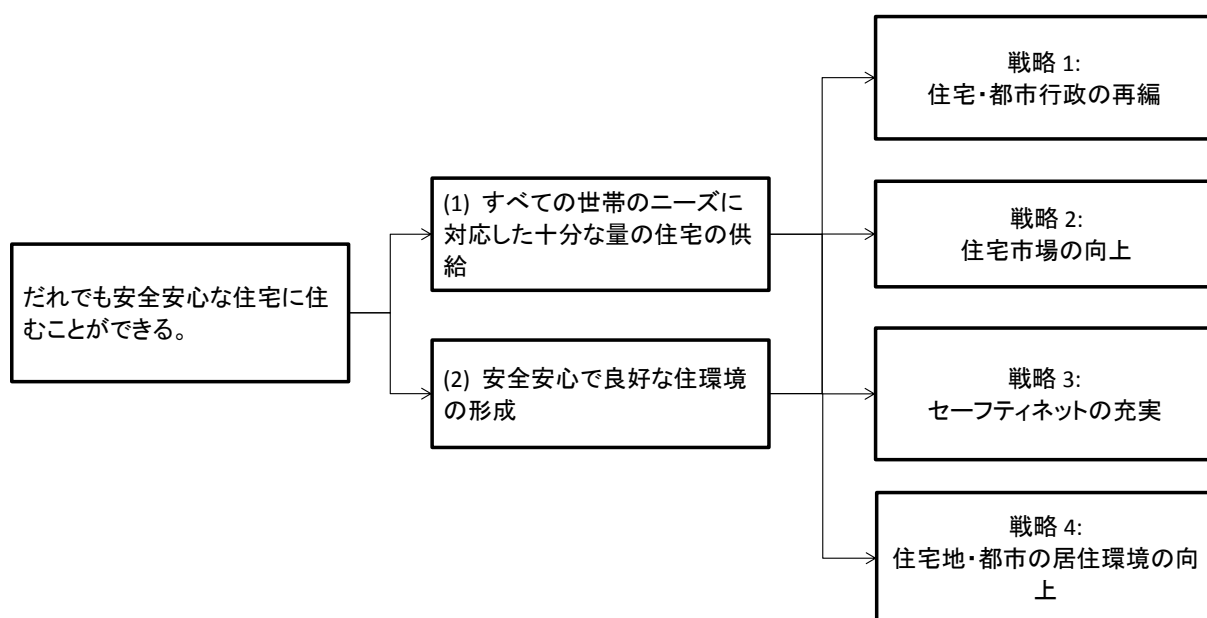 だれでも安全安心な住宅に住
むことができる。
(1) すべての世帯のニーズに
対応した十分な量の住宅の供
給
(2) 安全安心で良好な住環境
の形成
戦略 1:
住宅・都市行政の再編
戦略 2:
住宅市場の向上
戦略 3:
セーフティネットの充実
戦略 4:
住宅地・都市の居住環境の向
上